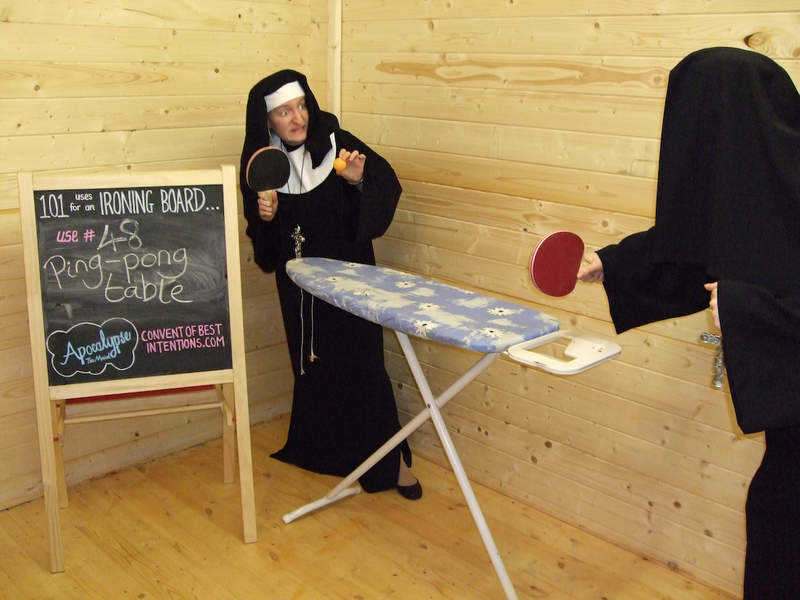 101 uses for an IRONING BOARD...
use # 48
Ping-pong
table
Apocalypse
The Musical
CONVENT OF BEST
INTENTIONS.COM